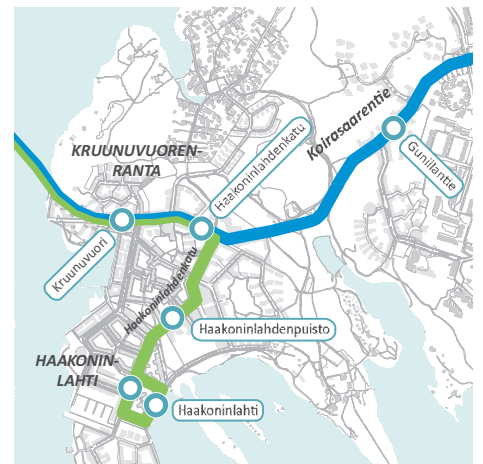 Koirasaarentie
Gunillantie
KRUUNUVUOREN-
RANTA
Haakoninlahdenkatu
Kruunuvuori
Haakoninlahdenkatu
Haakoninlahdenpuisto
HAAKONIN-
LAHTI
Haakoninlahti